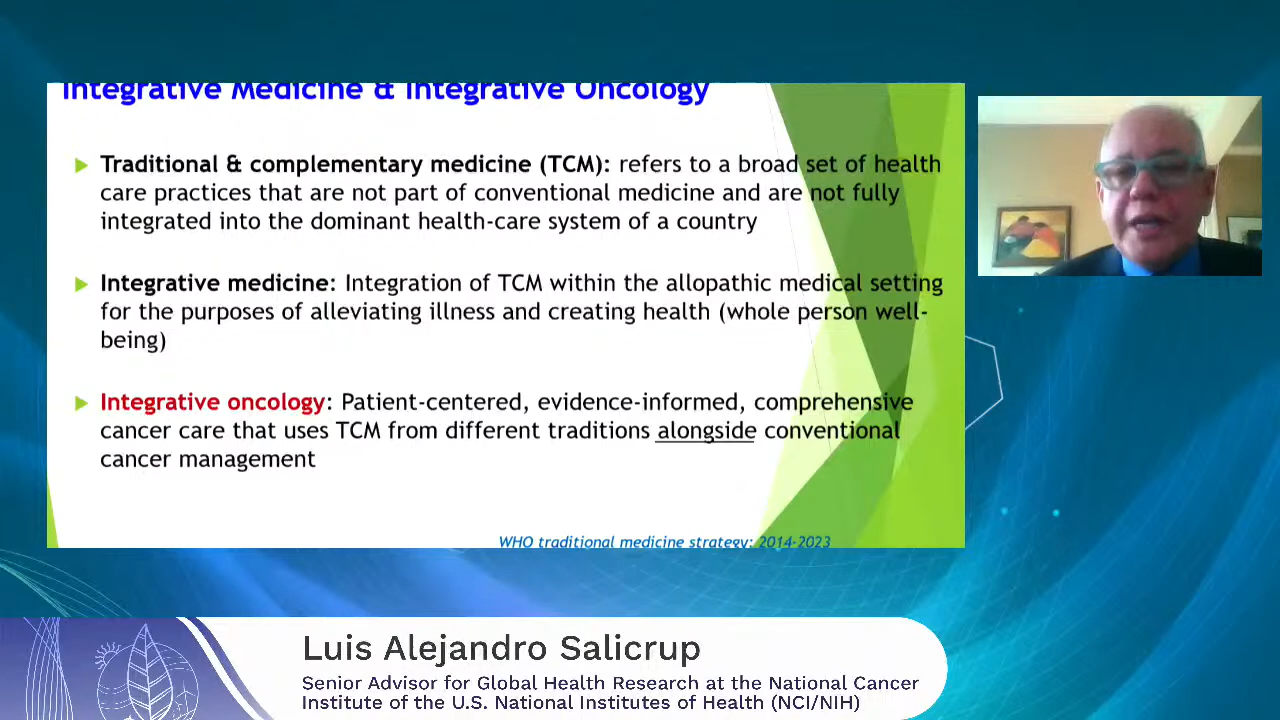 Integrative Medicine & Integrative Oncology
Traditional & complementary medicine (TCM): refers to a broad set of health
care practices that are not part of conventional medicine and are not fully
integrated into the dominant health-care system of a country
Integrative medicine: Integration of TCM within the allopathic medical setting
for the purposes of alleviating illness and creating health (whole person well-
being)
Integrative oncology: Patient-centered, evidence-informed, comprehensive
cancer care that uses TCM from different traditions alongside conventional
cancer management
WHO traditional medicine strategy: 2014-2023
Luis Alejandro Salicrup
Senior Advisor for Global Health Research at the National Cancer
Institute of the U.S. National Institutes of Health (NCI/NIH)